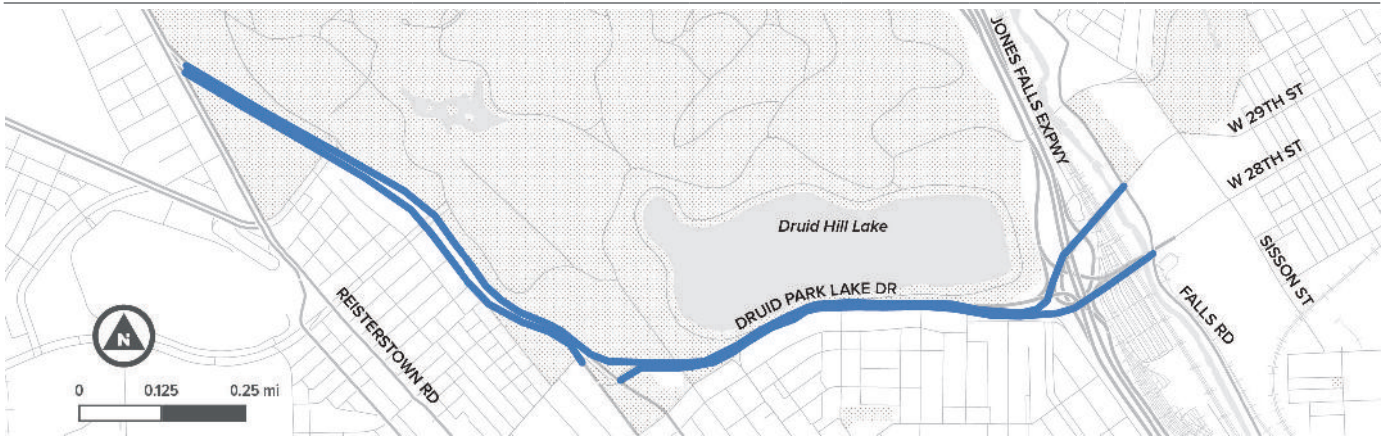 JONES FALLS EXPWY
W 29TH ST
W 28TH ST
Druid Hill Lake
SISSON ST
DRUID PARK LAKE DR
FALLS RD
REISTERSTOWN RD
N
0 0.125 0.25 mi